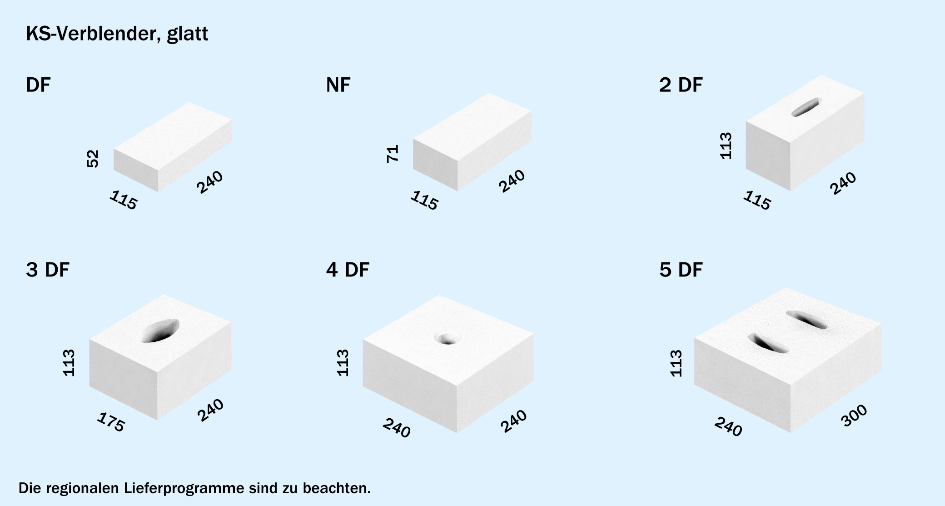 KS-Verblender, glatt
DF
NF
2 DF
52
115
240
71
115
240
113
115
240
3 DF
4 DF
5 DF
113
175
240
113
240
240
113
240
300
Die regionalen Lieferprogramme sind zu beachten.